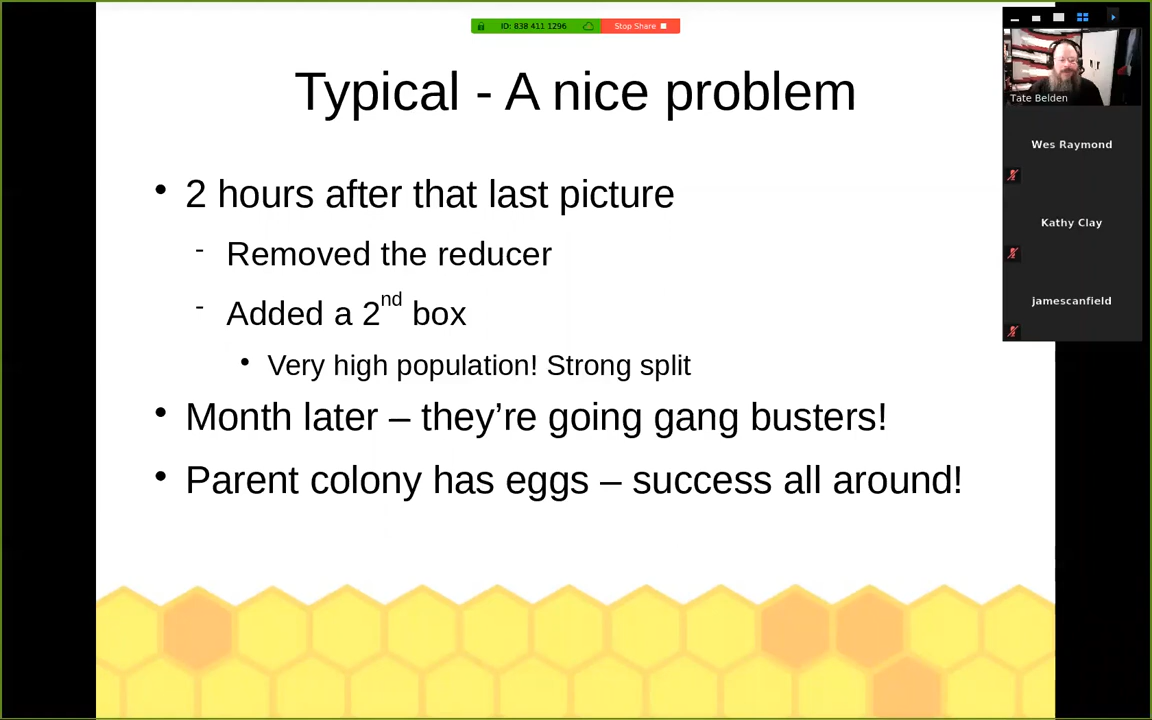 ID: 838 411 1296
Stop Share
Typical - A nice problem
• 2 hours after that last picture
- Removed the reducer
- Added a 2nd box
• Very high population! Strong split
• Month later – they’re going gang busters!
• Parent colony has eggs – success all around!
Tate Belden
Wes Raymond
Kathy Clay
jamescanfield